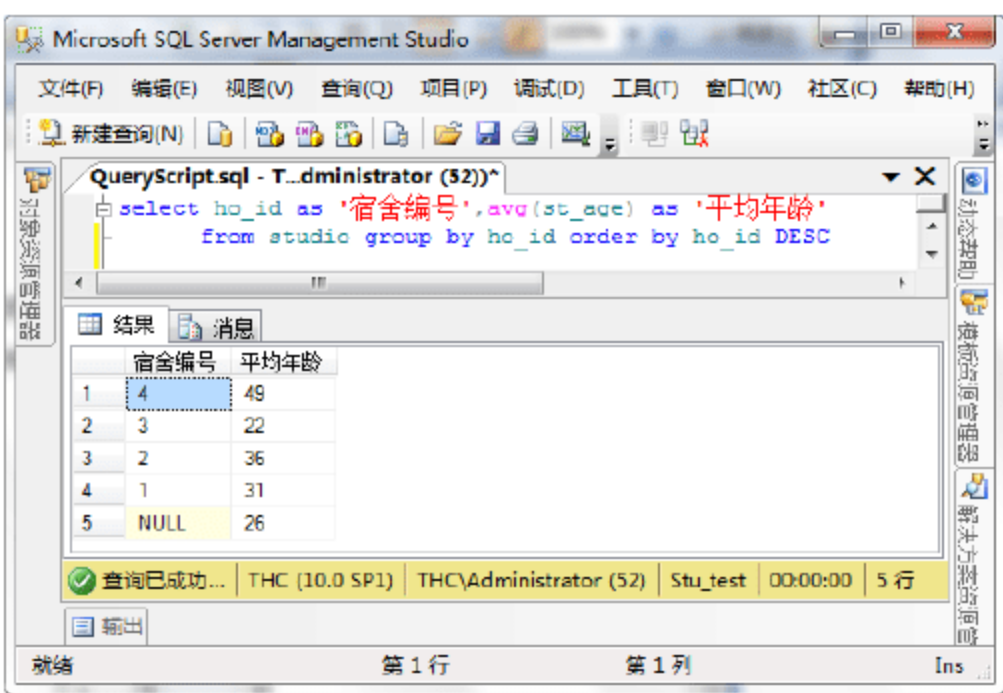 Microsoft SQL Server Management Studio
文件(F) 编辑(E) 视图(V) 查询(Q) 项目(P) 调试(D) 工具(T) 窗口(W) 社区(C) 帮助(H)
新建查询(N)
QueryScript.sql - T...dministrator (52))*
select ho_id as '宿舍编号',avg(st_age) as '平均年龄'
from studio group by ho_id order by ho_id DESC
对象资源管理器
动态帮助
模板资源管理器
解决方案资源管
结果 消息
宿舍编号 平均年龄
1 4 49
2 3 22
3 2 36
4 1 31
5 NULL 26
查询已成功... THC (10.0 SP1) THC\Administrator (52) Stu_test 00:00:00 5 行
输出
就绪 第 1 行 第 1 列 Ins